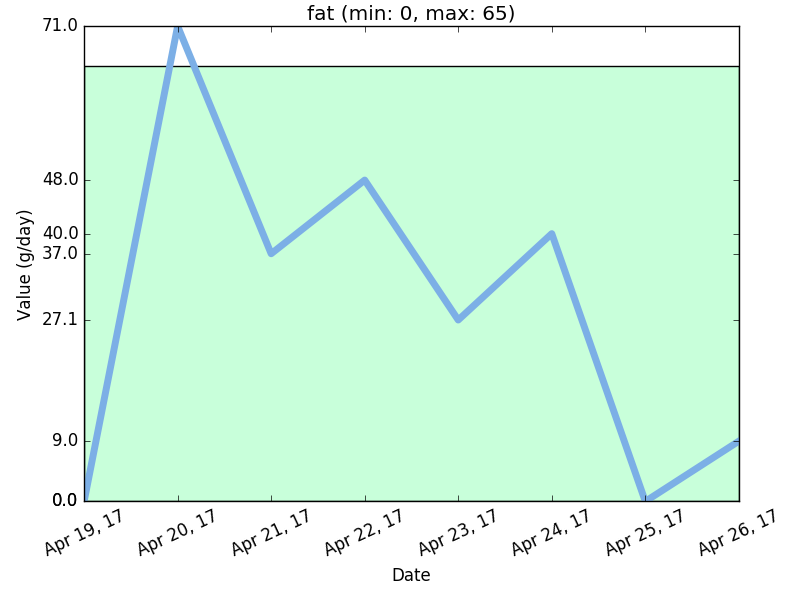 fat (min: 0, max: 65)
71.0
48.0
40.0
37.0
27.1
9.0
0.0
Value (g/day)
Apr 19, 17
Apr 20, 17
Apr 21, 17
Apr 22, 17
Apr 23, 17
Apr 24, 17
Apr 25, 17
Apr 26, 17
Date